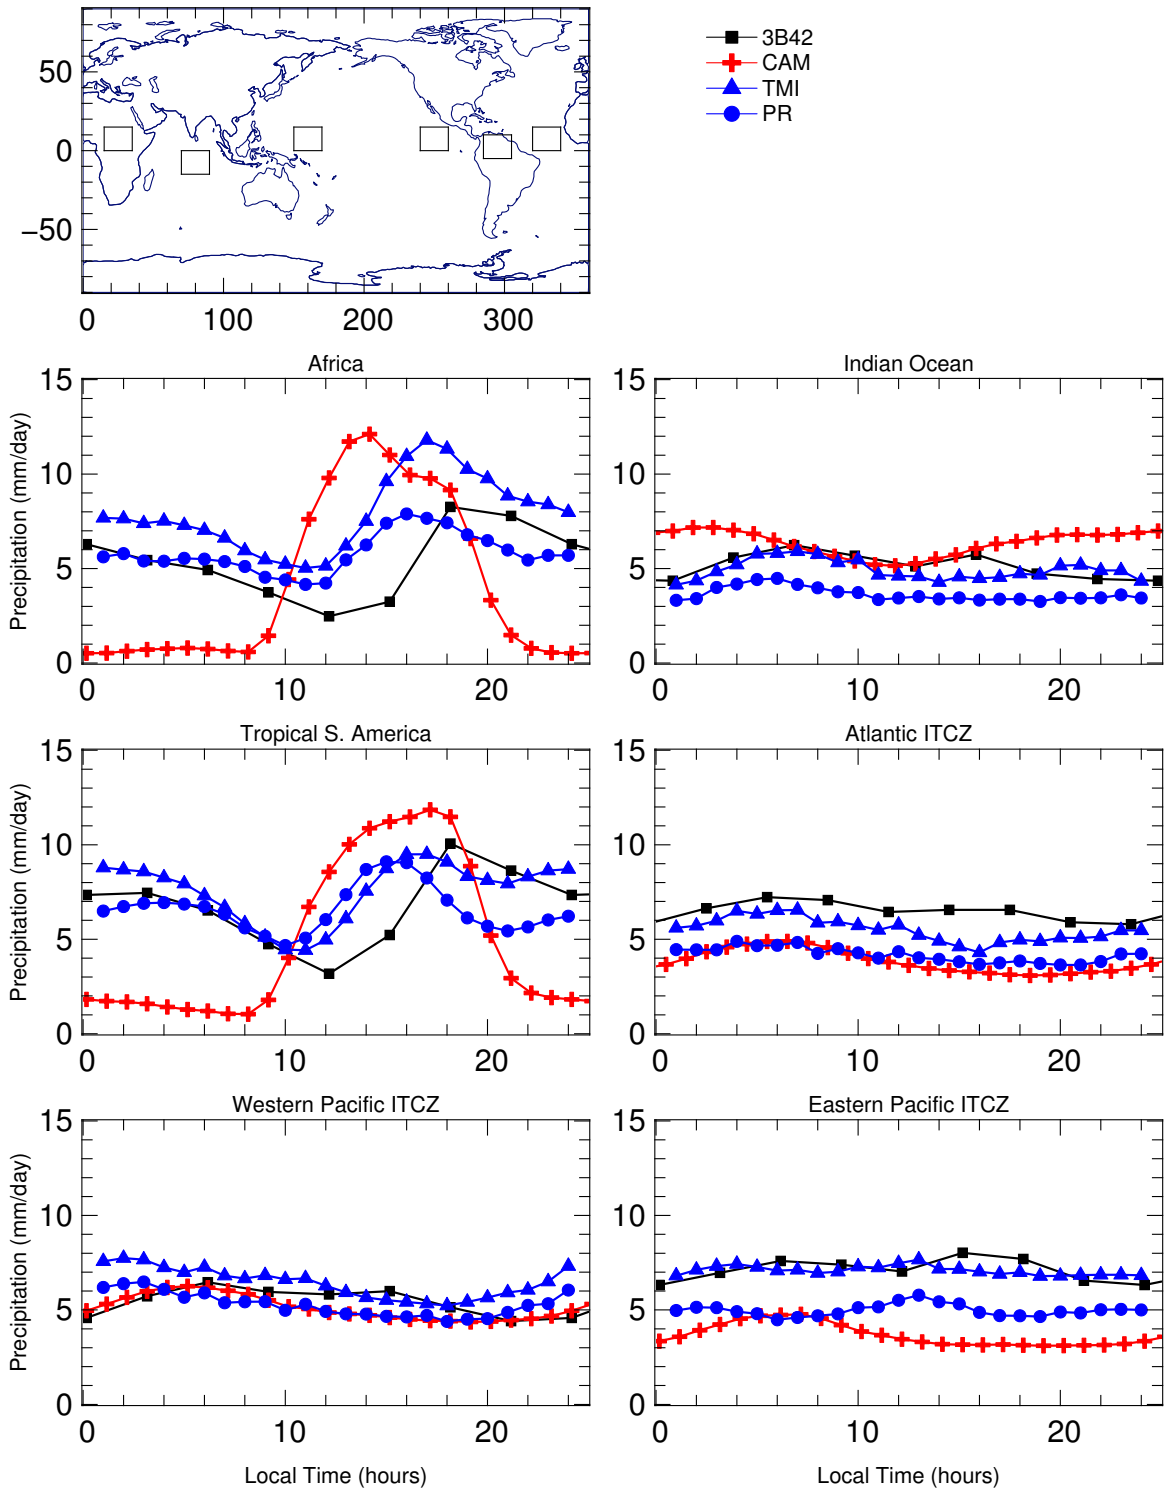 50
0
−50
0 100 200 300
3B42
CAM
TMI
PR
Africa
Precipitation (mm/day)
15
10
5
0
0 10 20
Indian Ocean
15
10
5
0
0 10 20
Tropical S. America
Precipitation (mm/day)
15
10
5
0
0 10 20
Atlantic ITCZ
15
10
5
0
0 10 20
Western Pacific ITCZ
Precipitation (mm/day)
15
10
5
0
0 10 20
Local Time (hours)
Eastern Pacific ITCZ
15
10
5
0
0 10 20
Local Time (hours)